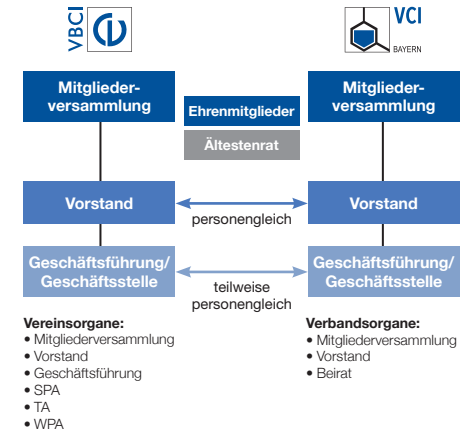 VBCI
VCI
BAYERN
Mitglieder-
versammlung
Ehrenmitglieder
Ältestenrat
Mitglieder-
versammlung
Vorstand
personengleich
Vorstand
Geschäftsführung/
Geschäftsstelle
teilweise
personengleich
Geschäftsführung/
Geschäftsstelle
Vereinsorgane:
• Mitgliederversammlung
• Vorstand
• Geschäftsführung
• SPA
• TA
• WPA
Verbandsorgane:
• Mitgliederversammlung
• Vorstand
• Beirat